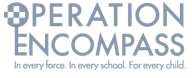 OPERATION
ENCOMPASS
In every force. In every school. For every child.